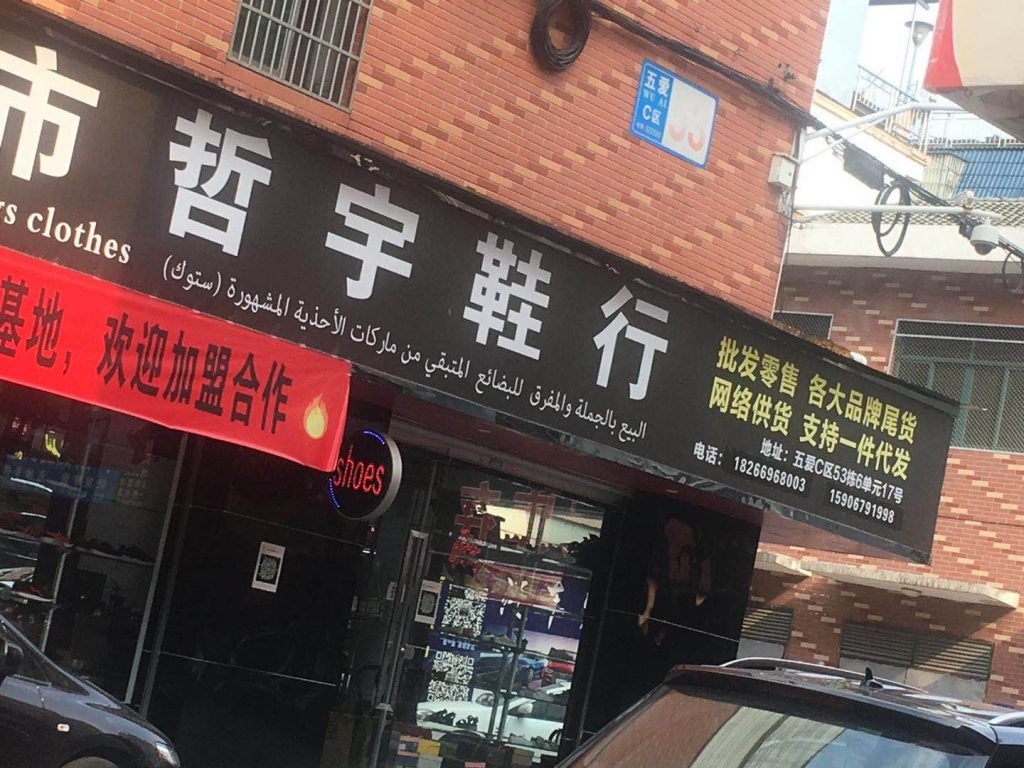 五爱
WU AI
C区
53
市 哲宇鞋行
clothes
البيع بالجملة والمفرق للبضائع المتبقي من ماركات الأحذية المشهورة (ستوك)
批发零售 各大品牌尾货
网络供货 支持一件代发
地址：五爱C区53栋6单元17号
电话：18266968003 15906791998
基地，欢迎加盟合作
shoes